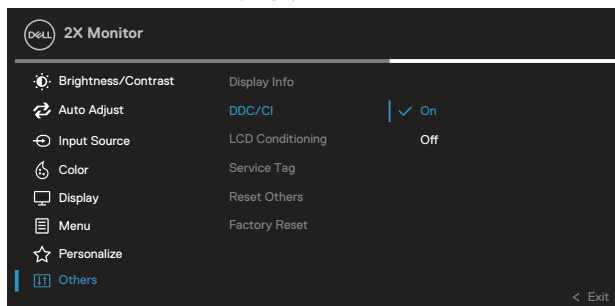 DELL 2X Monitor
Brightness/Contrast Display Info
Auto Adjust DDC/CI On
Input Source LCD Conditioning Off
Color Service Tag
Display Reset Others
Menu Factory Reset
Personalize
Others
< Exit